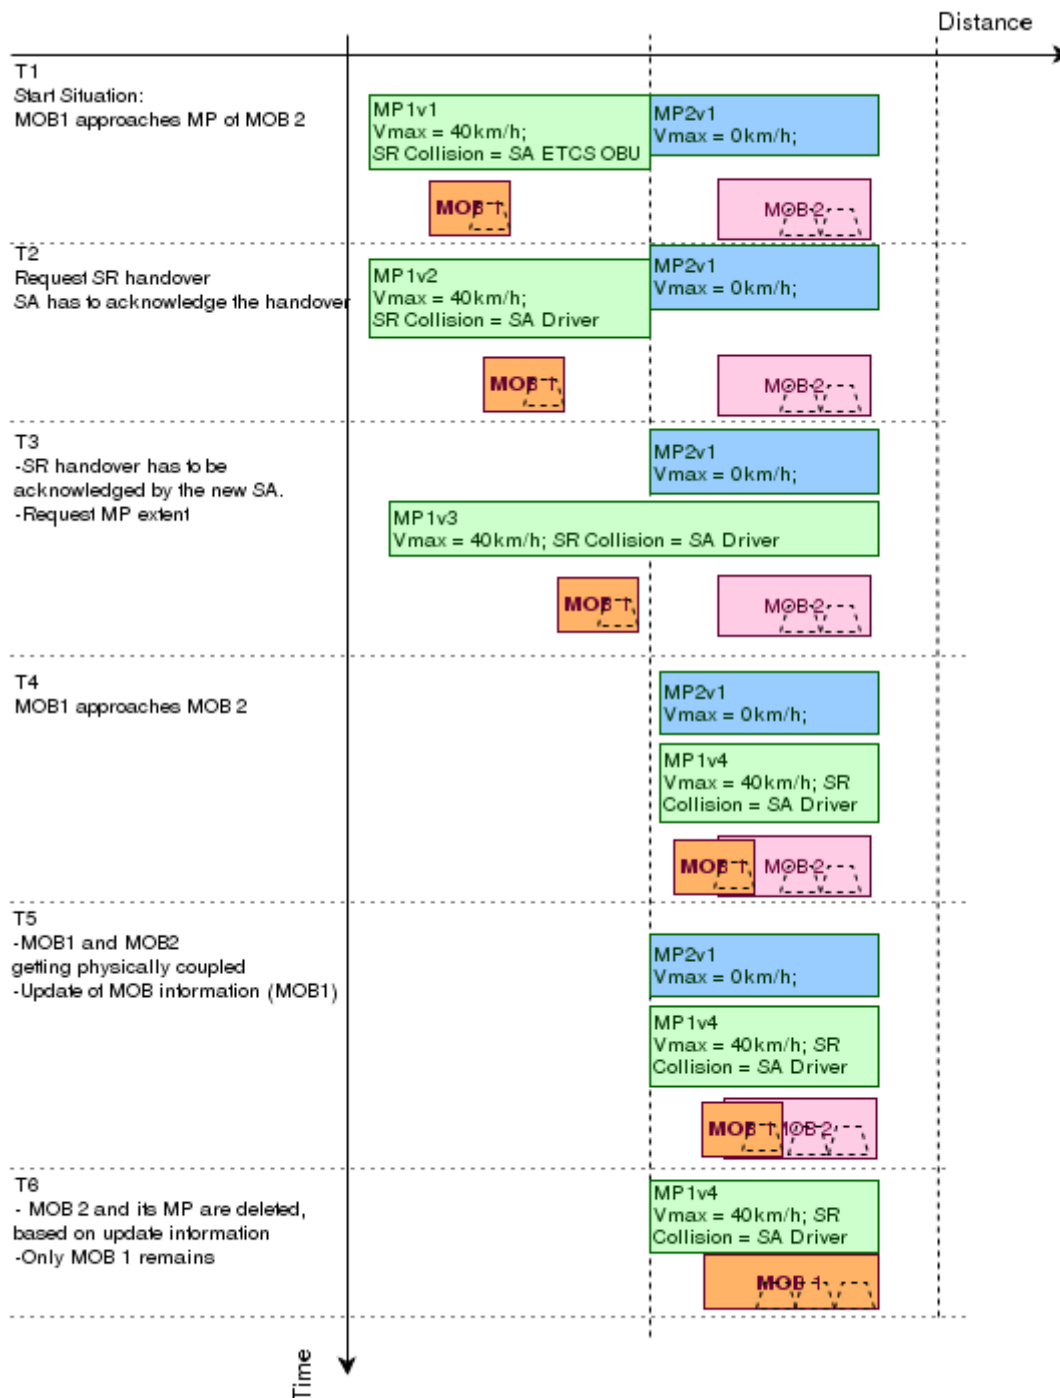 Distance
T1
Start Situation:
MOB1 approaches MP of MOB 2
MP1v1
Vmax = 40km/h;
SR Collision = SA ETCS OBU
MP2v1
Vmax = 0km/h;
MOB 1
MOB 2
T2
Request SR handover
SA has to acknowledge the handover
MP1v2
Vmax = 40km/h;
SR Collision = SA Driver
MP2v1
Vmax = 0km/h;
MOB 1
MOB 2
T3
-SR handover has to be
acknowledged by the new SA.
-Request MP extent
MP2v1
Vmax = 0km/h;
MP1v3
Vmax = 40km/h; SR Collision = SA Driver
MOB 1
MOB 2
T4
MOB1 approaches MOB 2
MP2v1
Vmax = 0km/h;
MP1v4
Vmax = 40km/h; SR
Collision = SA Driver
MOB 1
MOB 2
T5
-MOB1 and MOB2
getting physically coupled
-Update of MOB information (MOB1)
MP2v1
Vmax = 0km/h;
MP1v4
Vmax = 40km/h; SR
Collision = SA Driver
MOB 1
MOB 2
T6
- MOB 2 and its MP are deleted,
based on update information
-Only MOB 1 remains
MP1v4
Vmax = 40km/h; SR
Collision = SA Driver
MOB 1
Time